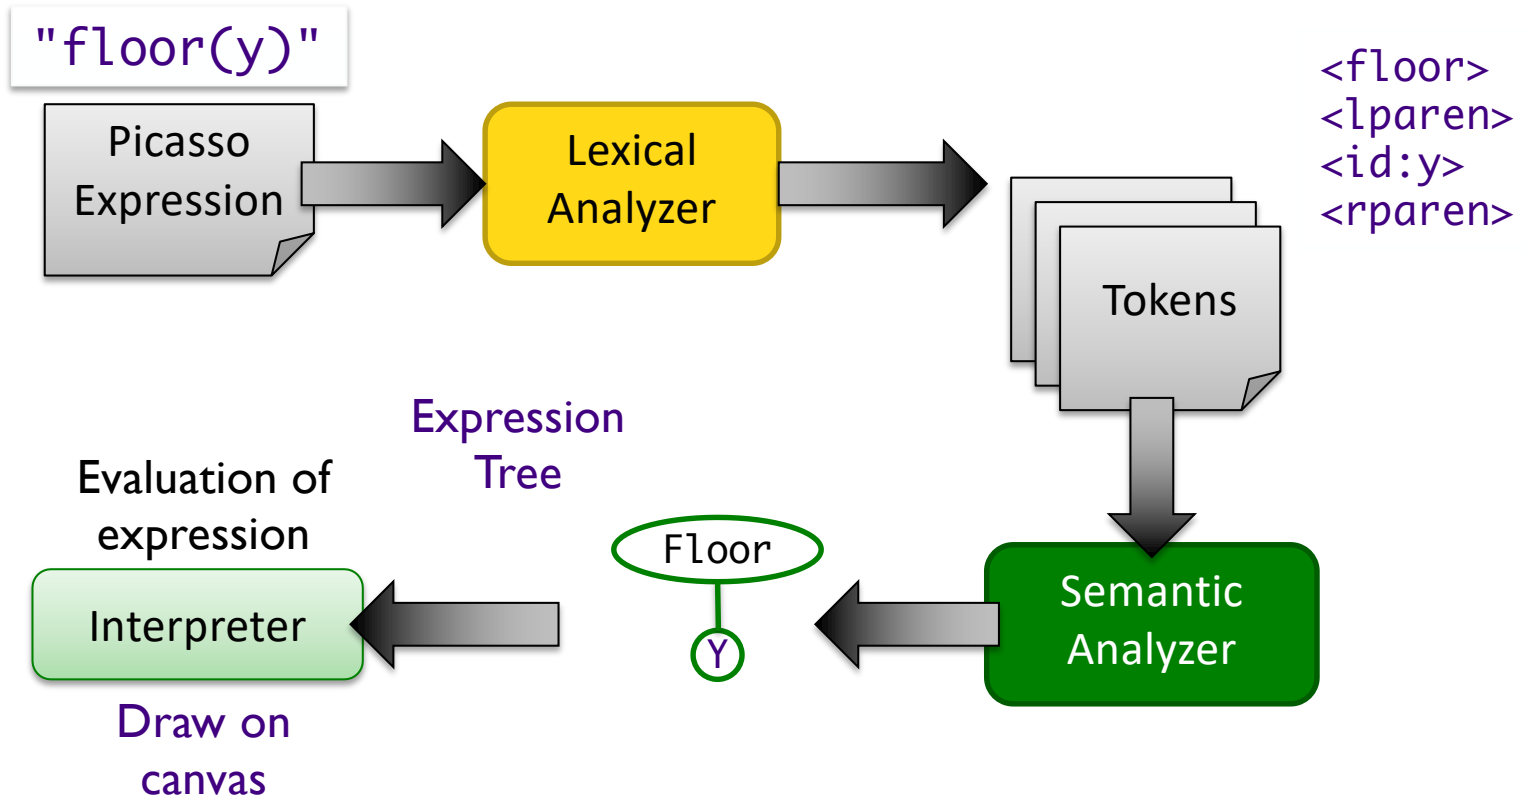 "floor(y)"
Picasso
Expression
Lexical
Analyzer
<floor>
<lparen>
<id:y>
<rparen>
Tokens
Semantic
Analyzer
Expression
Tree
Floor
Y
Evaluation of
expression
Interpreter
Draw on
canvas